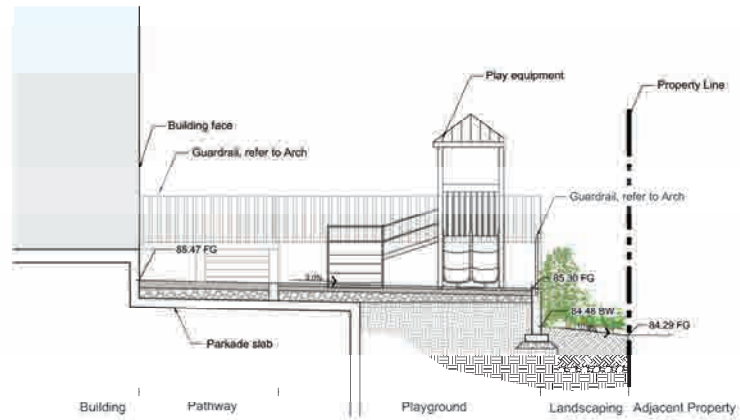 Play equipment
Property Line
Building face
Guardrail, refer to Arch
Guardrail, refer to Arch
85.47 FG
2.0%
85.30 FG
84.48 BW
84.29 FG
Parkade slab
Building Pathway Playground Landscaping Adjacent Property